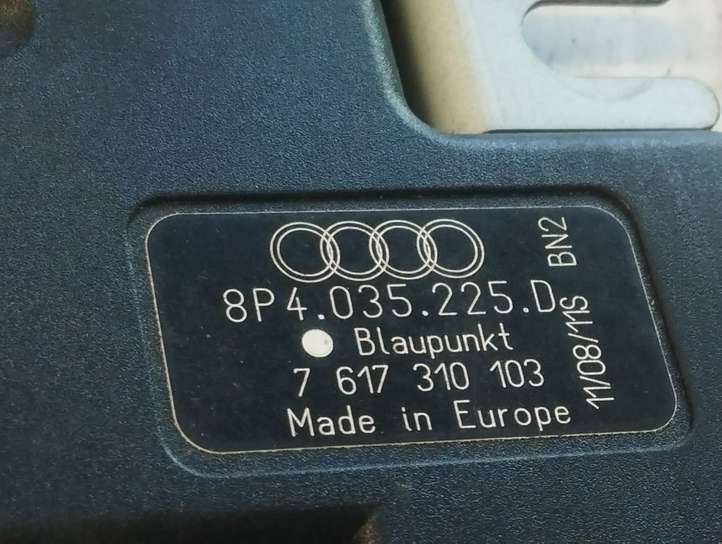 8P4.035.225.D
Blaupunkt
7 617 310 103
Made in Europe
11/08/11S BN2